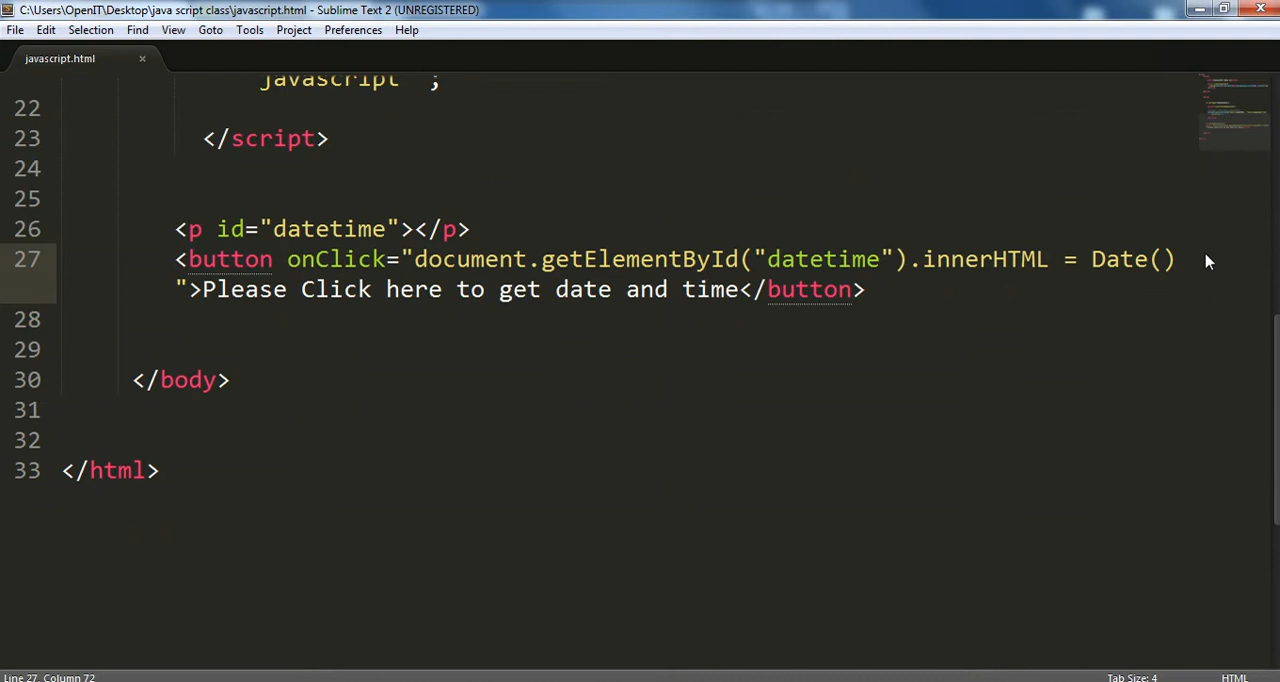 C:\Users\OpenIT\Desktop\java script class\javascript.html - Sublime Text 2 (UNREGISTERED)
File Edit Selection Find View Goto Tools Project Preferences Help
javascript.html ×
javascript ;
22
23 </script>
24
25
26 <p id="datetime"></p>
27 <button onClick="document.getElementById("datetime").innerHTML = Date()
">Please Click here to get date and time</button>
28
29
30 </body>
31
32
33 </html>
Line 27, Column 72 Tab Size: 4 HTML